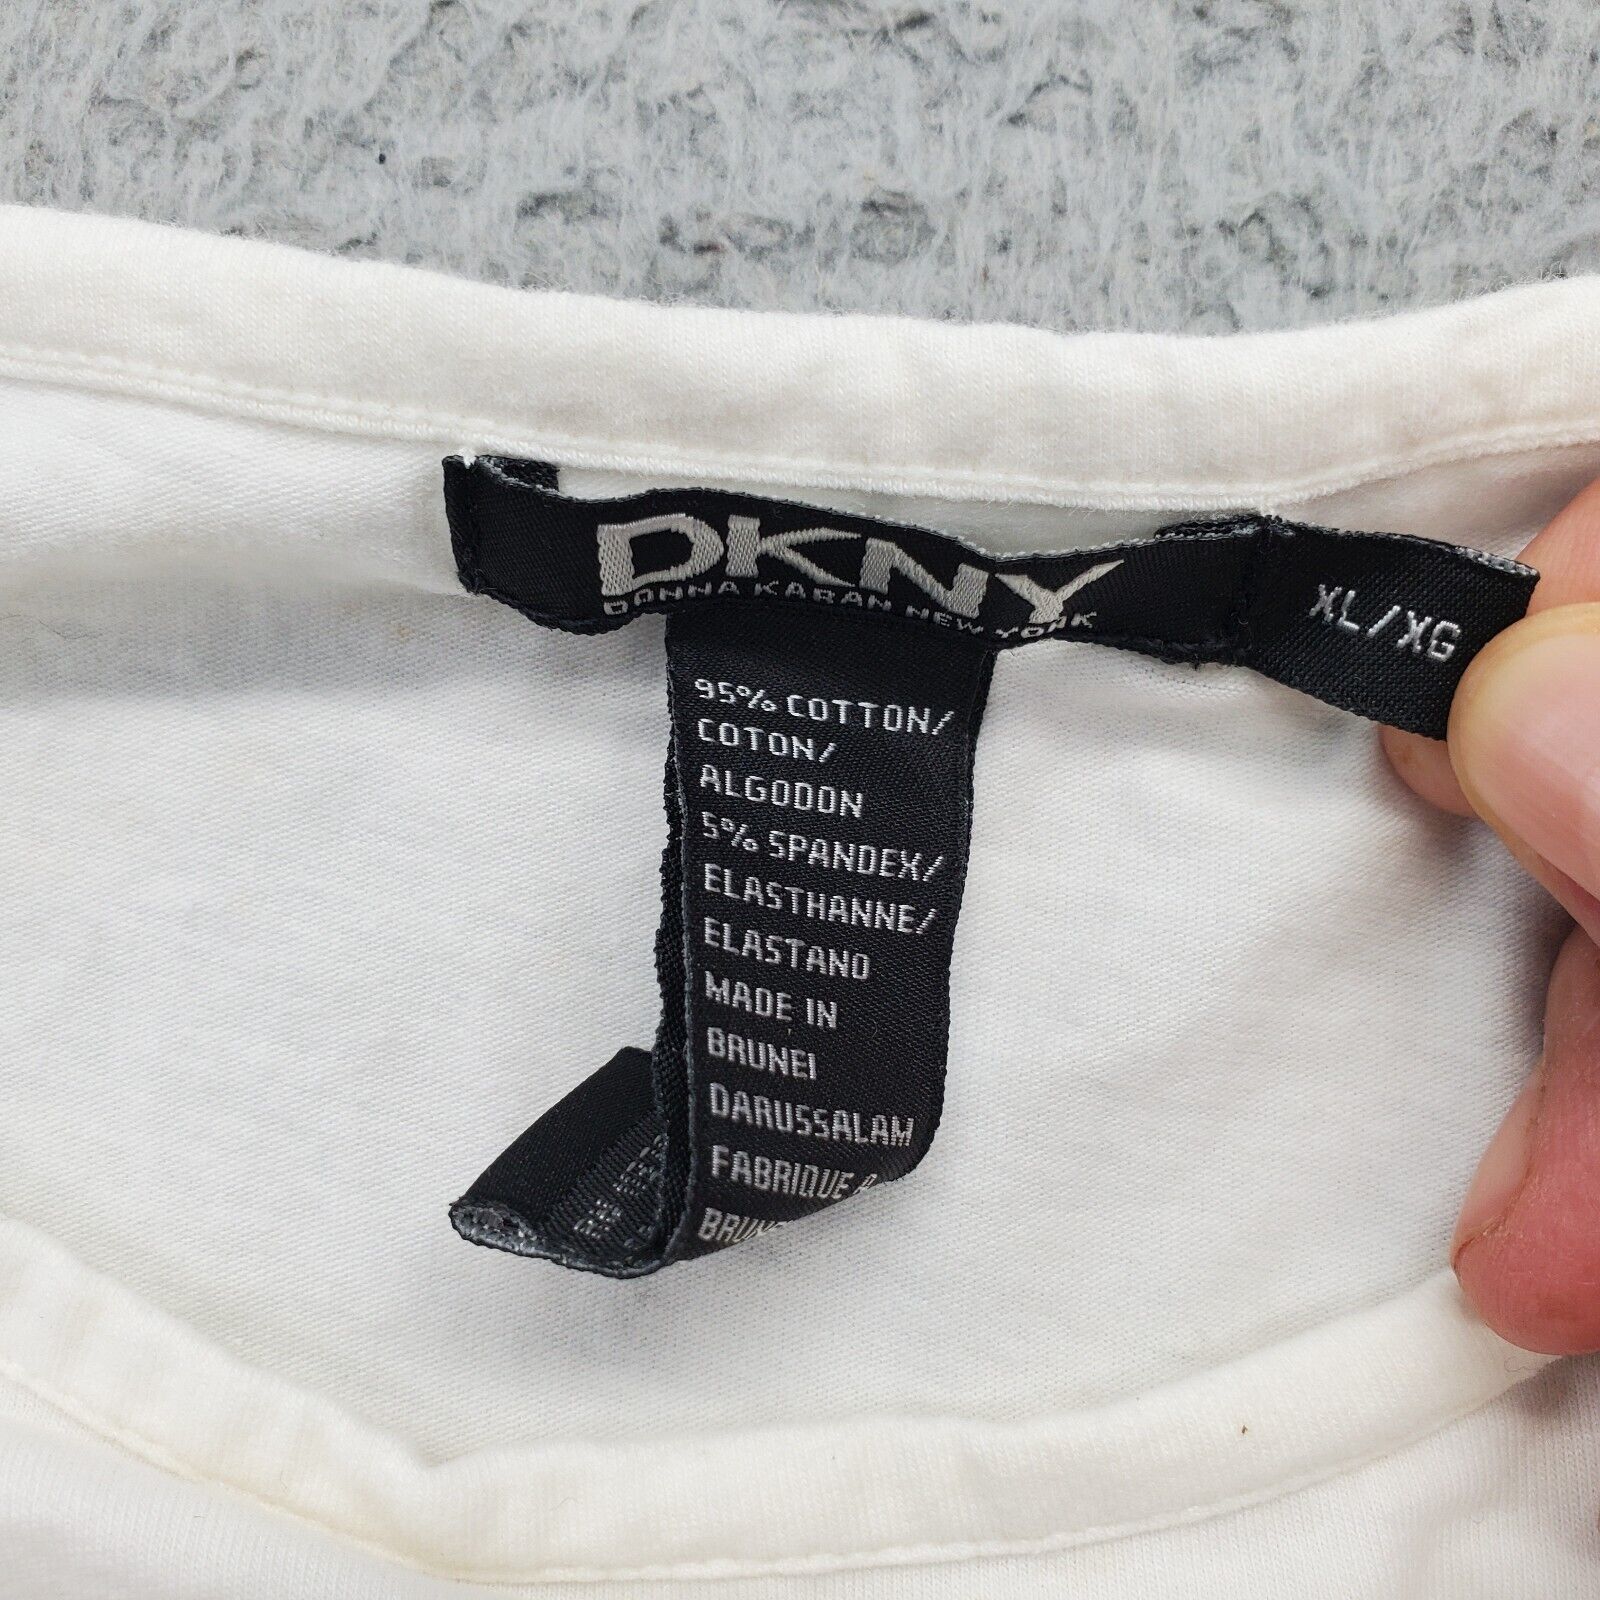 DKNY
DONNA KARAN NEW YORK
XL/XG
95% COTTON/
COTON/
ALGODON
5% SPANDEX/
ELASTHANNE/
ELASTANO
MADE IN
BRUNEI
DARUSSALAM
FABRIQUE